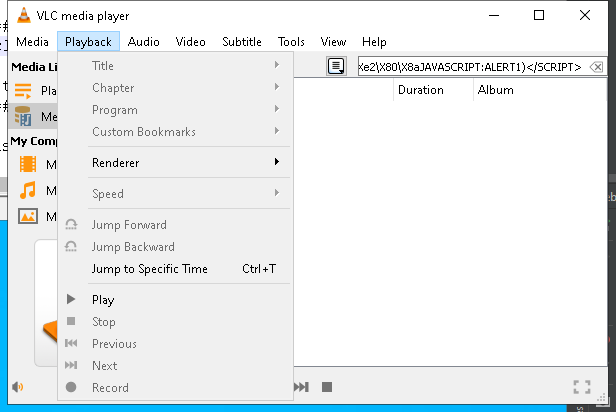 VLC media player
Media Playback Audio Video Subtitle Tools View Help
Media Li
Xe2\X80\X8aJAVASCRIPT:ALERT1)</SCRIPT>
Title
Chapter
Program
Custom Bookmarks
Renderer
Speed
Jump Forward
Jump Backward
Jump to Specific Time Ctrl+T
Play
Stop
Previous
Next
Record
Duration Album
Pla
Me
My Comp
M
M
M